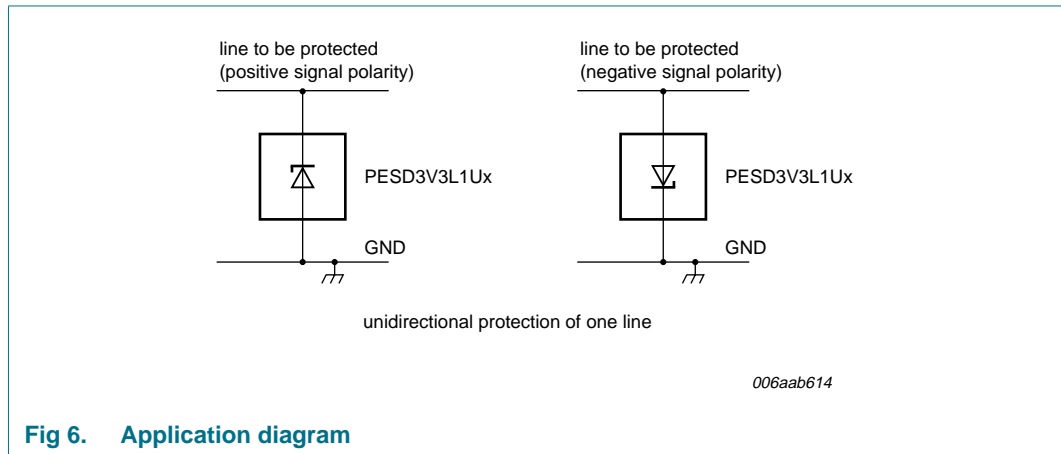 line to be protected
(positive signal polarity)
PESD3V3L1Ux
GND
line to be protected
(negative signal polarity)
PESD3V3L1Ux
GND
unidirectional protection of one line
006aab614
Fig 6. Application diagram